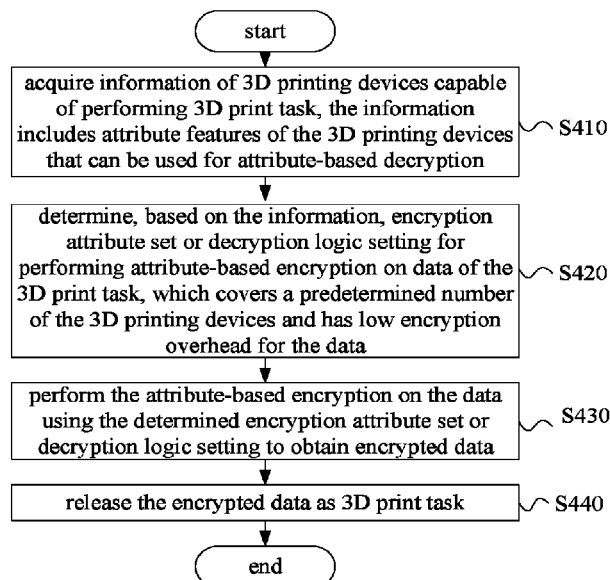 start
acquire information of 3D printing devices capable
of performing 3D print task, the information
includes attribute features of the 3D printing devices
that can be used for attribute-based decryption
S410
determine, based on the information, encryption
attribute set or decryption logic setting for
performing attribute-based encryption on data of the
3D print task, which covers a predetermined number
of the 3D printing devices and has low encryption
overhead for the data
S420
perform the attribute-based encryption on the data
using the determined encryption attribute set or
decryption logic setting to obtain encrypted data
S430
release the encrypted data as 3D print task
S440
end